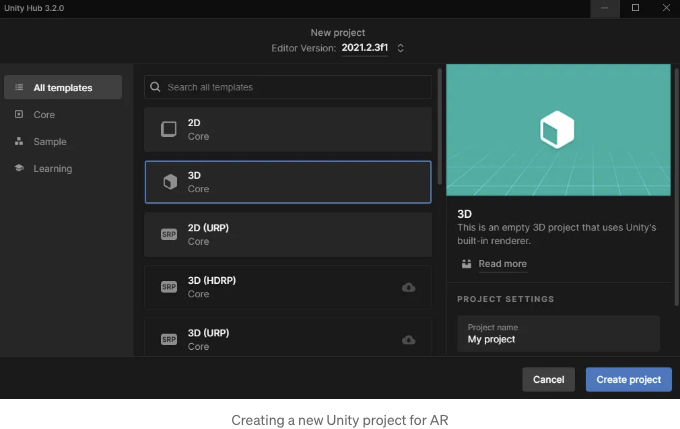 Unity Hub 3.2.0
New project
Editor Version: 2021.2.3f1
All templates
Core
Sample
Learning
Search all templates
2D
Core
3D
Core
SRP
2D (URP)
Core
SRP
3D (HDRP)
Core
SRP
3D (URP)
Core
3D
This is an empty 3D project that uses Unity's
built-in renderer.
Read more
PROJECT SETTINGS
Project name
My project
Cancel
Create project
Creating a new Unity project for AR